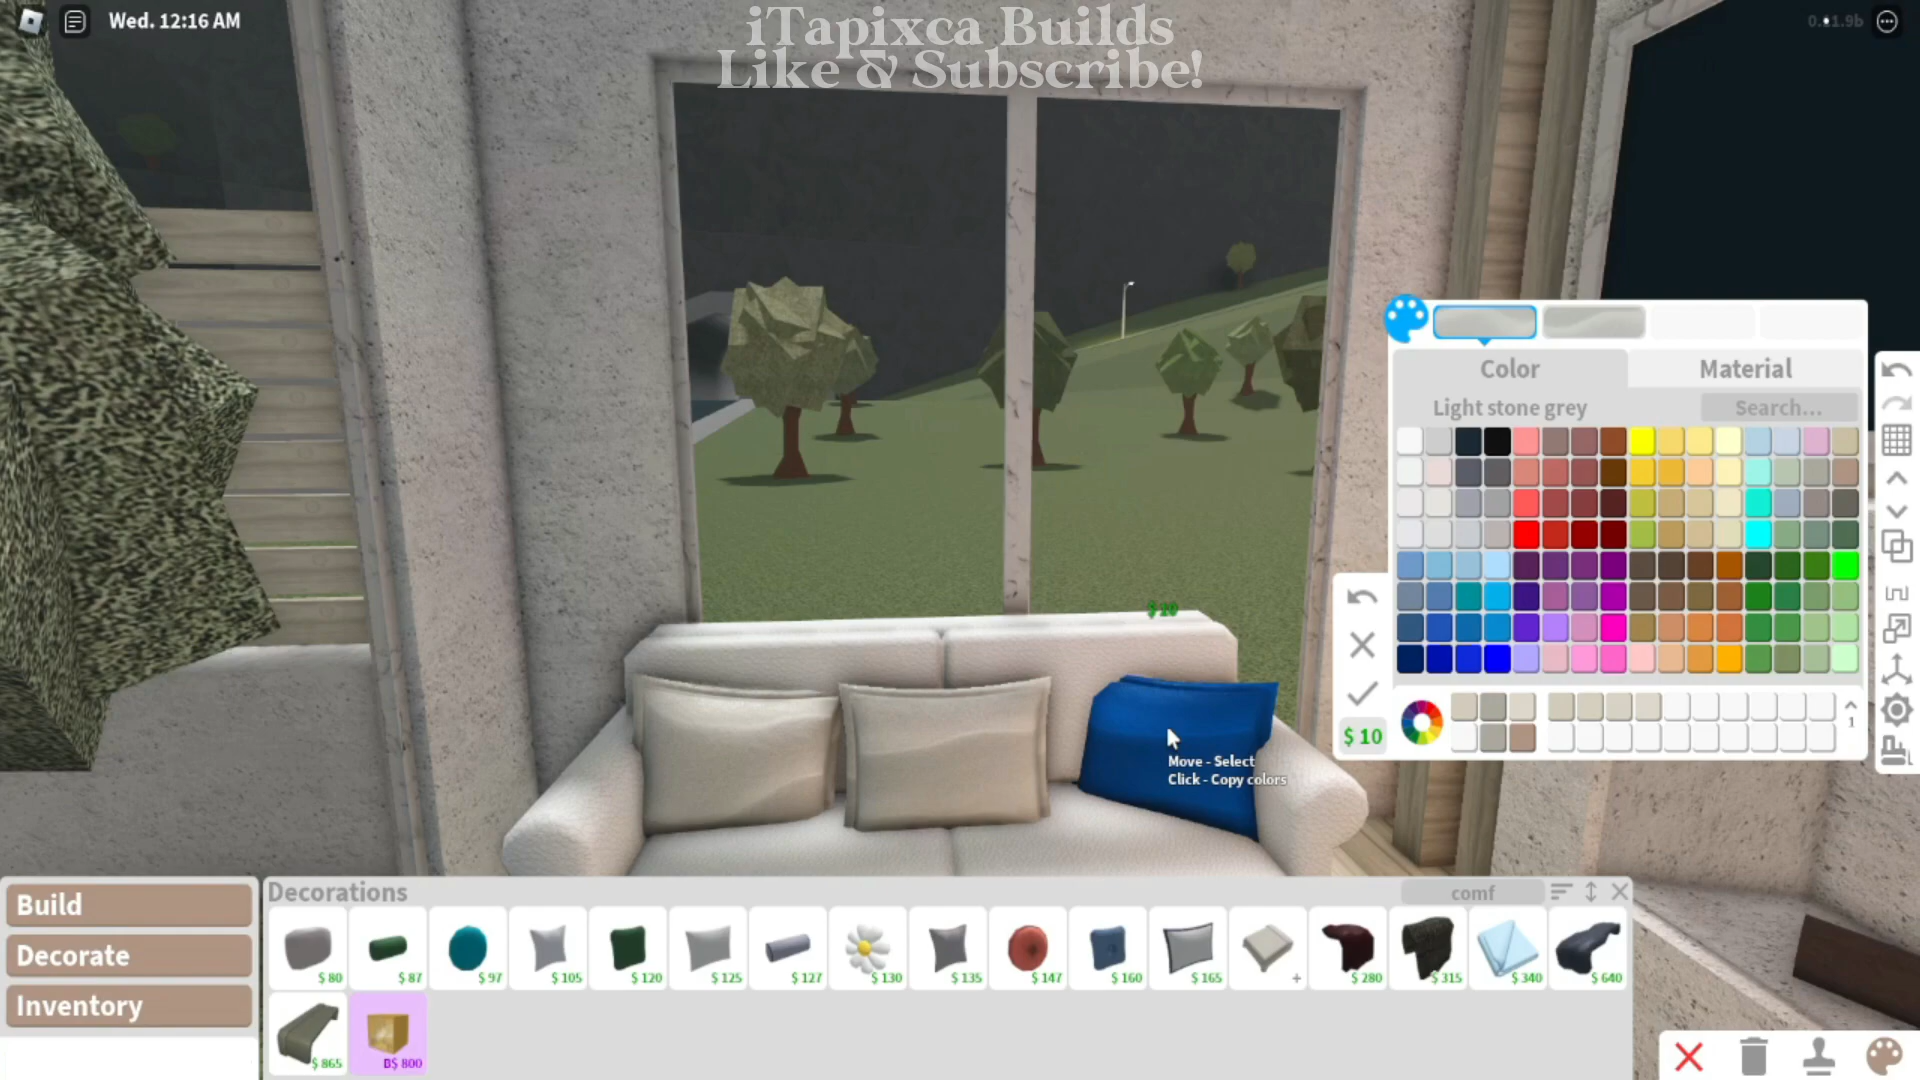 Wed. 12:16 AM
iTapixca Builds
Like & Subscribe!
Color
Material
Light stone grey
Search...
$ 10
$ 10
1
Move - Select
Click - Copy colors
Build
Decorate
Inventory
Decorations
comf
$ 80
$ 87
$ 97
$ 105
$ 120
$ 125
$ 127
$ 130
$ 135
$ 147
$ 160
$ 165
+
$ 280
$ 315
$ 340
$ 640
$ 865
B$ 800